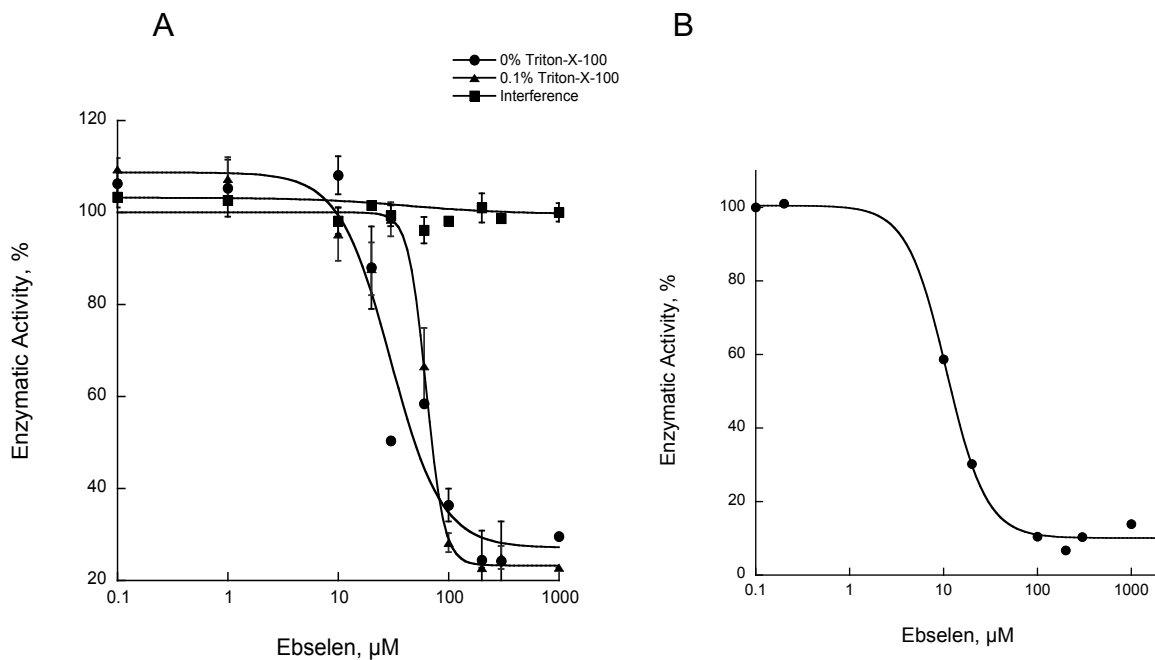 A
B
0% Triton-X-100
0.1% Triton-X-100
Interference
Enzymatic Activity, %
120
100
80
60
40
20
0.1 1 10 100 1000
Ebselen, µM
Enzymatic Activity, %
100
80
60
40
20
0
0.1 1 10 100 1000
Ebselen, µM